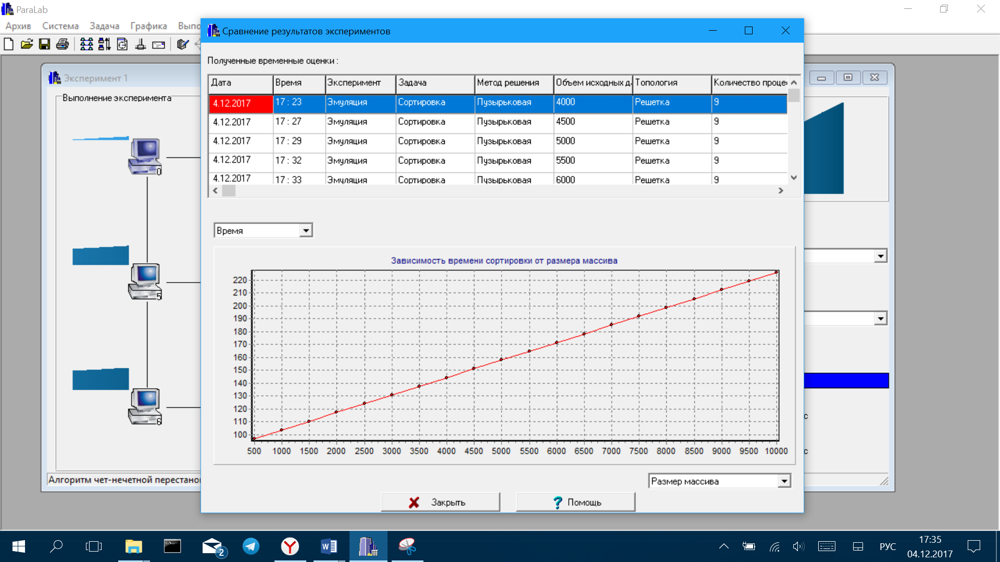 ParaLab
Архив Система Задача Графика
Сравнение результатов экспериментов
Полученные временные оценки :
Эксперимент 1
Выполнение эксперимента
Дата Время Эксперимент Задача Метод решения Объем исходных Топология Количество
4.12.2017 17 : 23 Эмуляция Сортировка Пузырьковая 4000 Решетка 9
4.12.2017 17 : 27 Эмуляция Сортировка Пузырьковая 4500 Решетка 9
4.12.2017 17 : 29 Эмуляция Сортировка Пузырьковая 5000 Решетка 9
4.12.2017 17 : 32 Эмуляция Сортировка Пузырьковая 5500 Решетка 9
4.12.2017 17 : 33 Эмуляция Сортировка Пузырьковая 6000 Решетка 9
0
5
6
Время
Зависимость времени сортировки от размера массива
220
210
200
190
180
170
160
150
140
130
120
110
100
500 1000 1500 2000 2500 3000 3500 4000 4500 5000 5500 6000 6500 7000 7500 8000 8500 9000 9500 10000
с
с
Алгоритм чет-нечетной
Размер массива
Закрыть
? Помощь
2
РУС
17:35
04.12.2017